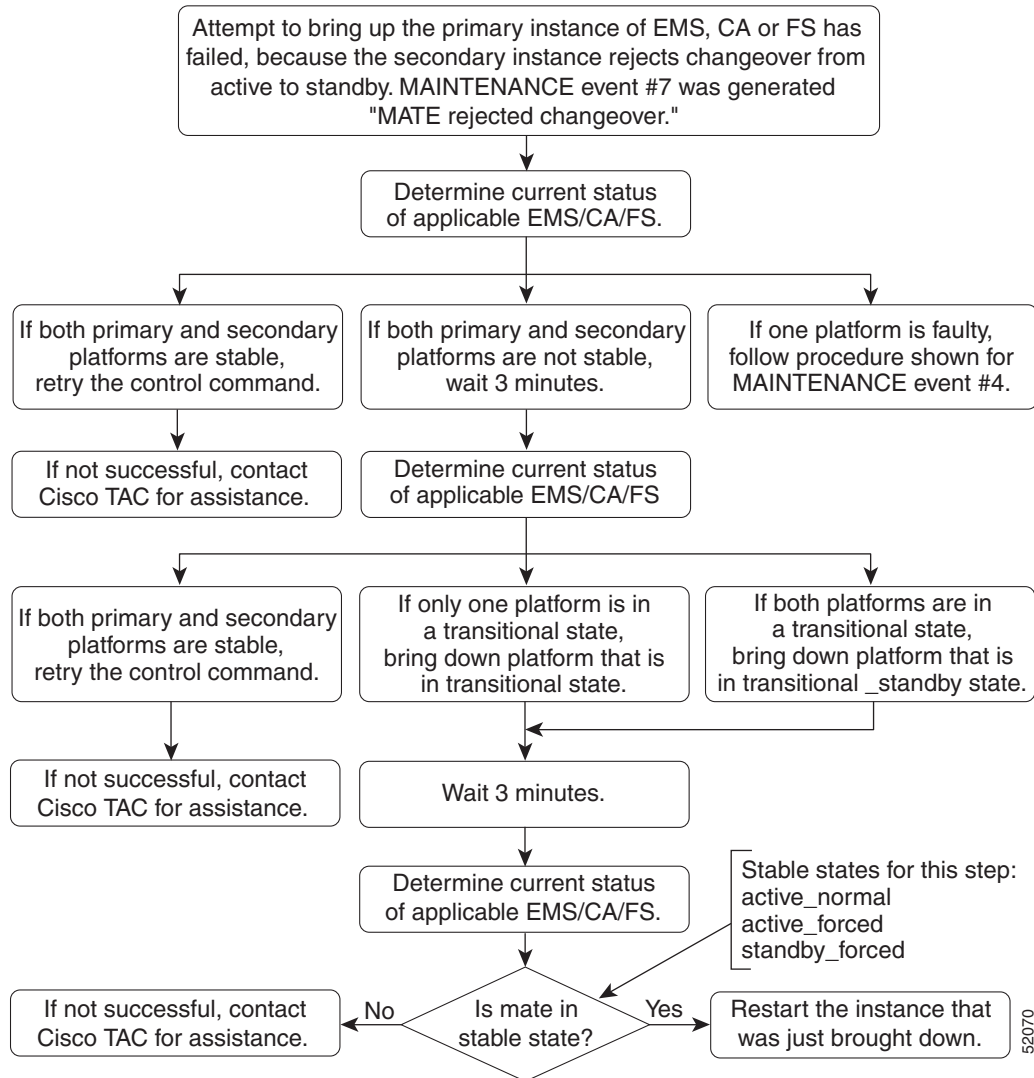 Attempt to bring up the primary instance of EMS, CA or FS has
failed, because the secondary instance rejects changeover from
active to standby. MAINTENANCE event #7 was generated
"MATE rejected changeover."
Determine current status
of applicable EMS/CA/FS.
If both primary and secondary
platforms are stable,
retry the control command.
If both primary and secondary
platforms are not stable,
wait 3 minutes.
If one platform is faulty,
follow procedure shown for
MAINTENANCE event #4.
If not successful, contact
Cisco TAC for assistance.
Determine current status
of applicable EMS/CA/FS
If both primary and secondary
platforms are stable,
retry the control command.
If only one platform is in
a transitional state,
bring down platform that is
in transitional state.
If both platforms are in
a transitional state,
bring down platform that is
in transitional _standby state.
If not successful, contact
Cisco TAC for assistance.
Wait 3 minutes.
Determine current status
of applicable EMS/CA/FS.
Stable states for this step:
active_normal
active_forced
standby_forced
If not successful, contact
Cisco TAC for assistance.
No
Is mate in
stable state?
Yes
Restart the instance that
was just brought down.
52070